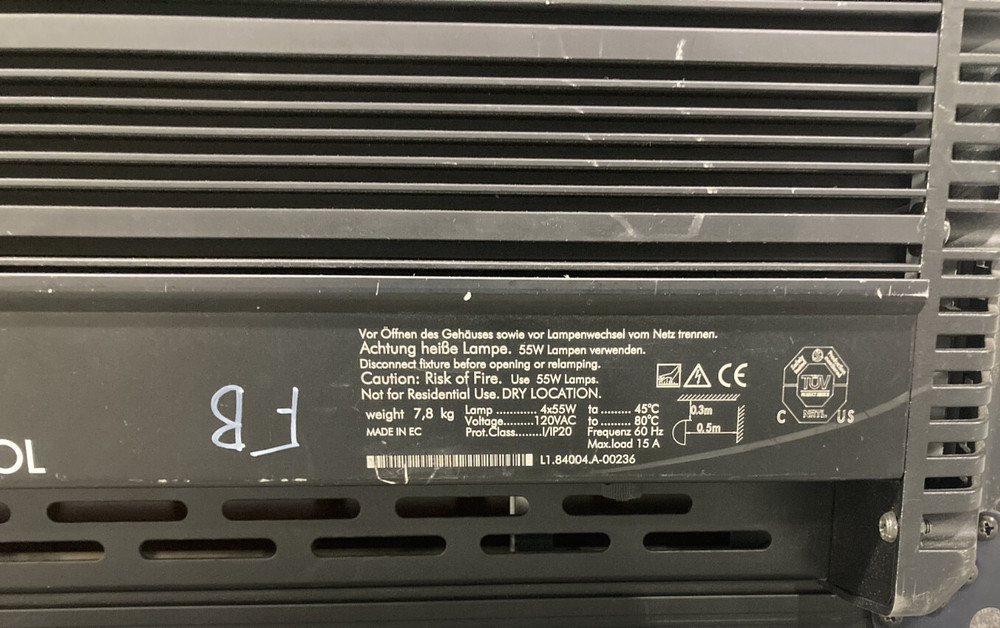 Vor Öffnen des Gehäuses sowie vor Lampenwechsel vom Netz trennen.
Achtung heiße Lampe. 55W Lampen verwenden.
Disconnect fixture before opening or relamping.
Caution: Risk of Fire. Use 55W Lamps.
Not for Residential Use. DRY LOCATION.
weight 7,8 kg
MADE IN EC
Lamp ............ 4x55W
Voltage.......... 120VAC
Prot.Class....... I/IP20
ta ........ 45°C
to ........ 80°C
Frequenz 60 Hz
Max.load 15 A
0.3m
0.5m
CE
TÜV
NRTL
C US
L1.84004.A-00236
EB
OL